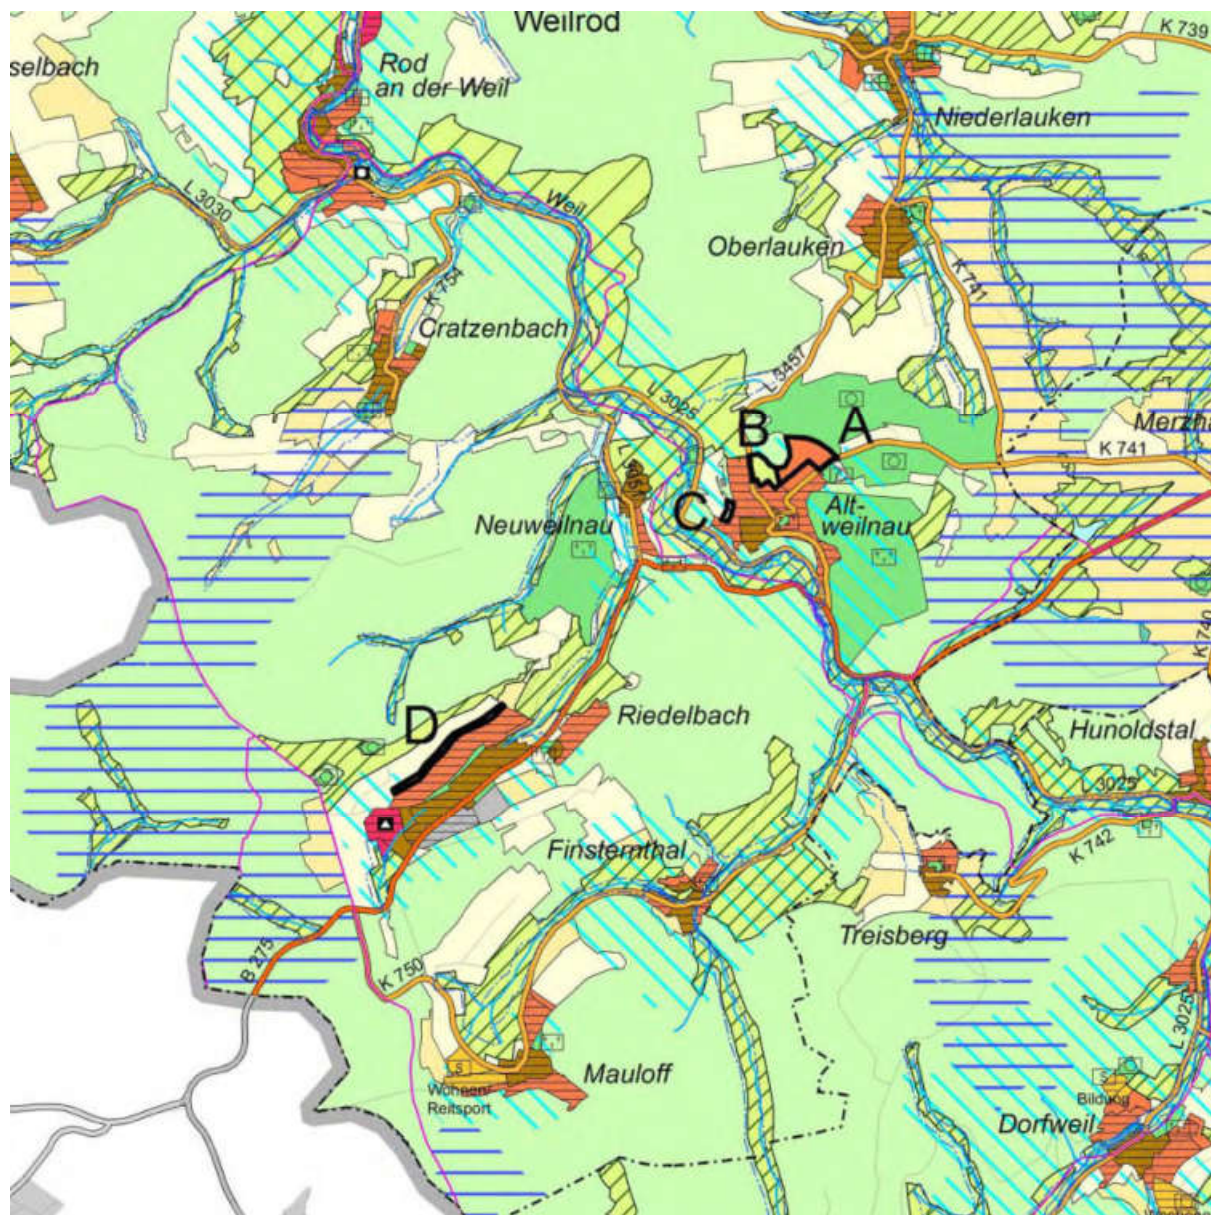 Weilrod
K 739
selbach
Rod
an der Weil
Niederlauken
L 3030
Weil
Oberlauken
K 741
K 754
Cratzenbach
L 3457
L 3025
B
A
Merzha
K 741
C
Alt-
weilnau
Neuweilnau
K 740
D
Riedelbach
Hunoldstal
L 3025
Finsternthal
K 742
Treisberg
B 275
K 750
L 3025
S
Wohnen/
Reitsport
Mauloff
S
Bildung
Dorfweil